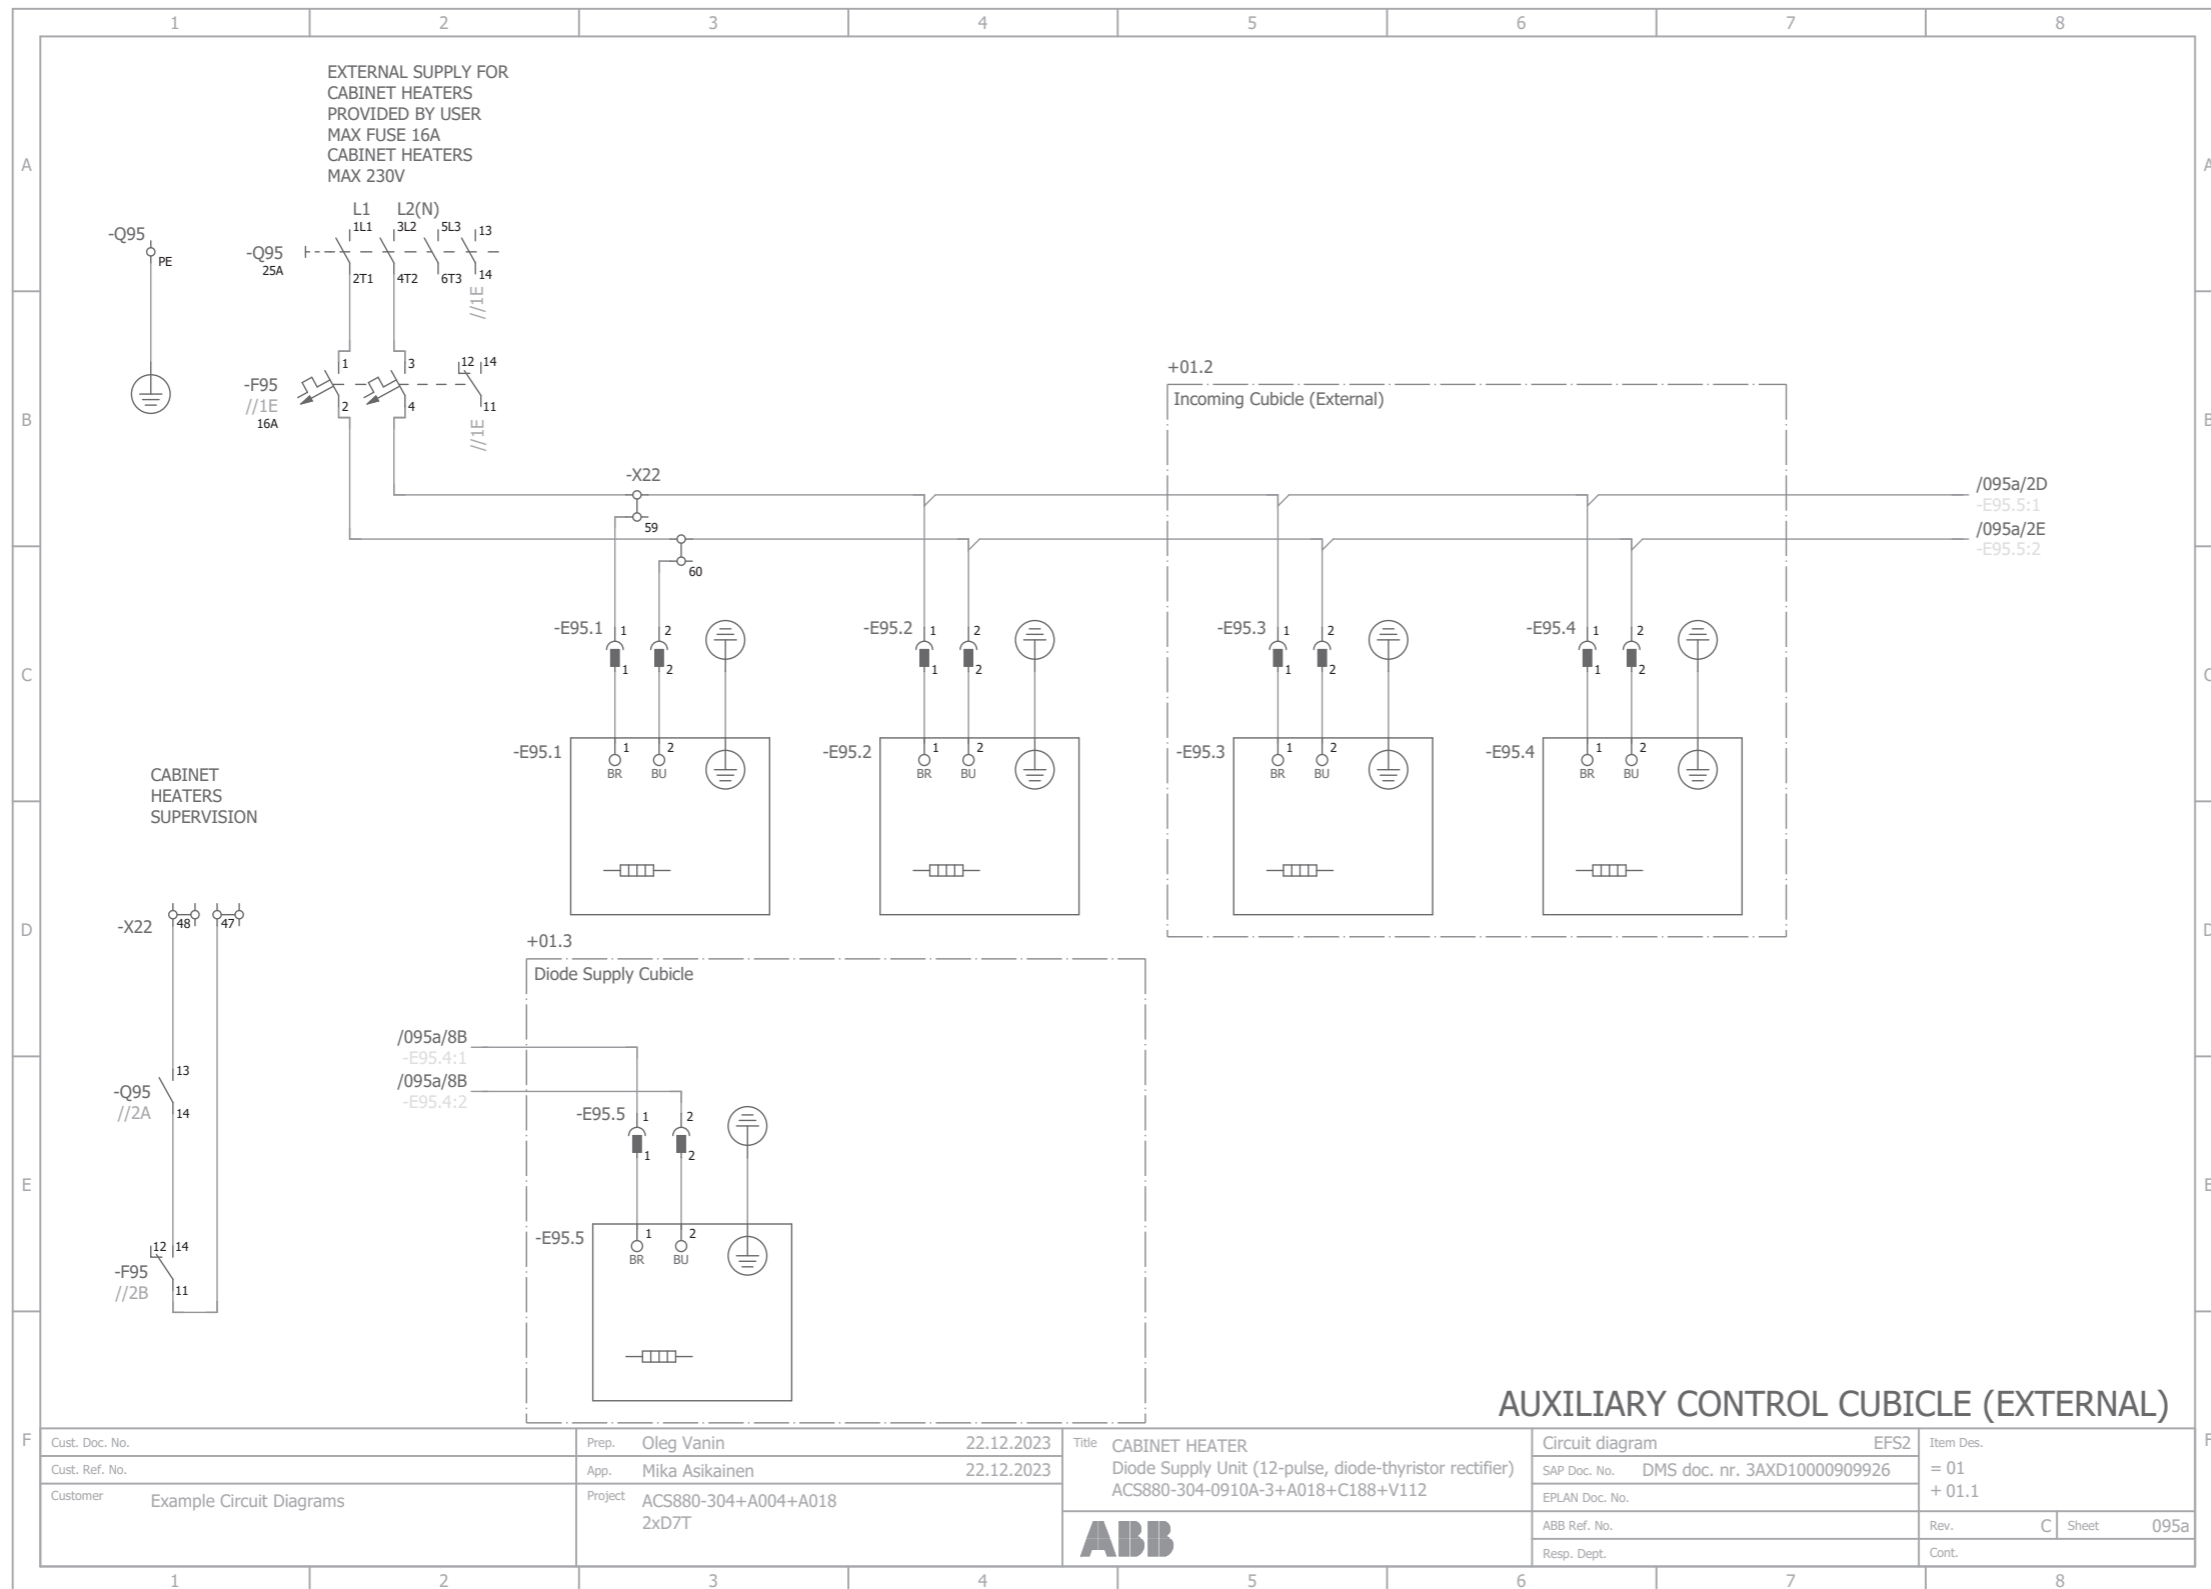 1 2 3 4 5 6 7 8
A A
B B
C C
D D
E E
F F
EXTERNAL SUPPLY FOR
CABINET HEATERS
PROVIDED BY USER
MAX FUSE 16A
CABINET HEATERS
MAX 230V
L1 L2(N)
-Q95
PE
-Q95
25A
1L1 3L2 5L3 13
2T1 4T2 6T3 14
//1E
-F95
//1E
16A
1 3 12 14
2 4 11
//1E
+01.2
Incoming Cubicle (External)
-X22
59
60
/095a/2D
-E95.5:1
/095a/2E
-E95.5:2
-E95.1 1 2
1 2
-E95.2 1 2
1 2
-E95.3 1 2
1 2
-E95.4 1 2
1 2
-E95.1 1 2
BR BU
-E95.2 1 2
BR BU
-E95.3 1 2
BR BU
-E95.4 1 2
BR BU
CABINET
HEATERS
SUPERVISION
-X22 48 47
-Q95
//2A
13
14
-F95
//2B
12 14
11
+01.3
Diode Supply Cubicle
/095a/8B
-E95.4:1
/095a/8B
-E95.4:2
-E95.5 1 2
1 2
-E95.5 1 2
BR BU
AUXILIARY CONTROL CUBICLE (EXTERNAL)
Cust. Doc. No.
Cust. Ref. No.
Customer Example Circuit Diagrams
Prep. Oleg Vanin 22.12.2023
App. Mika Asikainen 22.12.2023
Project ACS880-304+A004+A018
2xD7T
Title CABINET HEATER
Diode Supply Unit (12-pulse, diode-thyristor rectifier)
ACS880-304-0910A-3+A018+C188+V112
ABB
Circuit diagram EFS2
SAP Doc. No. DMS doc. nr. 3AXD10000909926
EPLAN Doc. No.
ABB Ref. No.
Resp. Dept.
Item Des.
= 01
+ 01.1
Rev. C Sheet 095a
Cont.
1 2 3 4 5 6 7 8